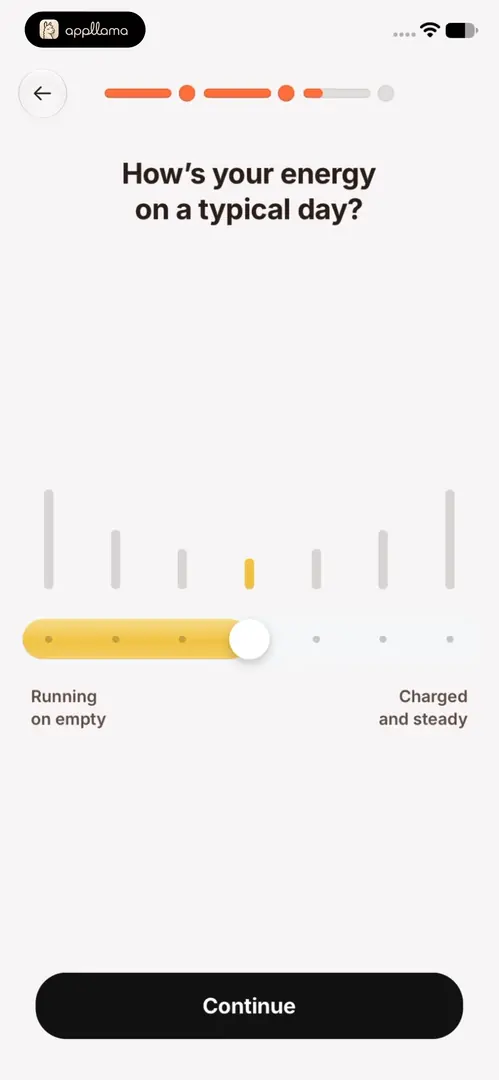 appllama
How’s your energy
on a typical day?
Running
on empty
Charged
and steady
Continue